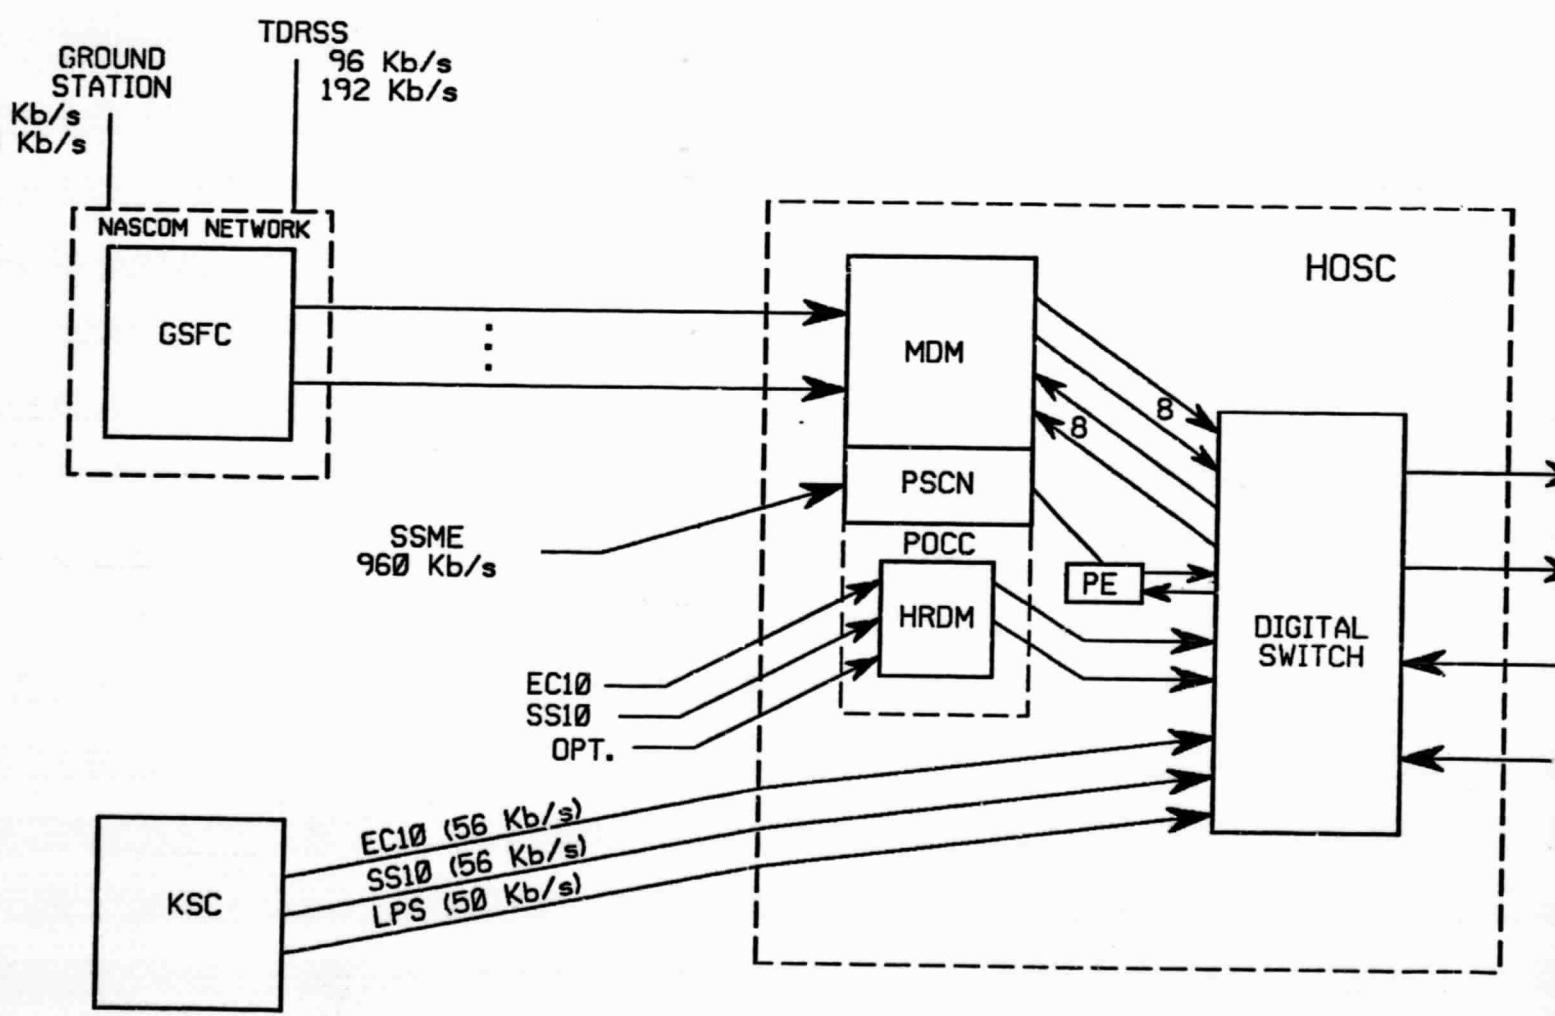 TDRSS
96 Kb/s
192 Kb/s
GROUND
STATION
Kb/s
Kb/s
NASCOM NETWORK
GSFC
HOSC
MDM
8
8
PSCN
SSME
960 Kb/s
POCC
PE
HRDM
DIGITAL
SWITCH
EC10
SS10
OPT.
EC10 (56 Kb/s)
SS10 (56 Kb/s)
LPS (50 Kb/s)
KSC